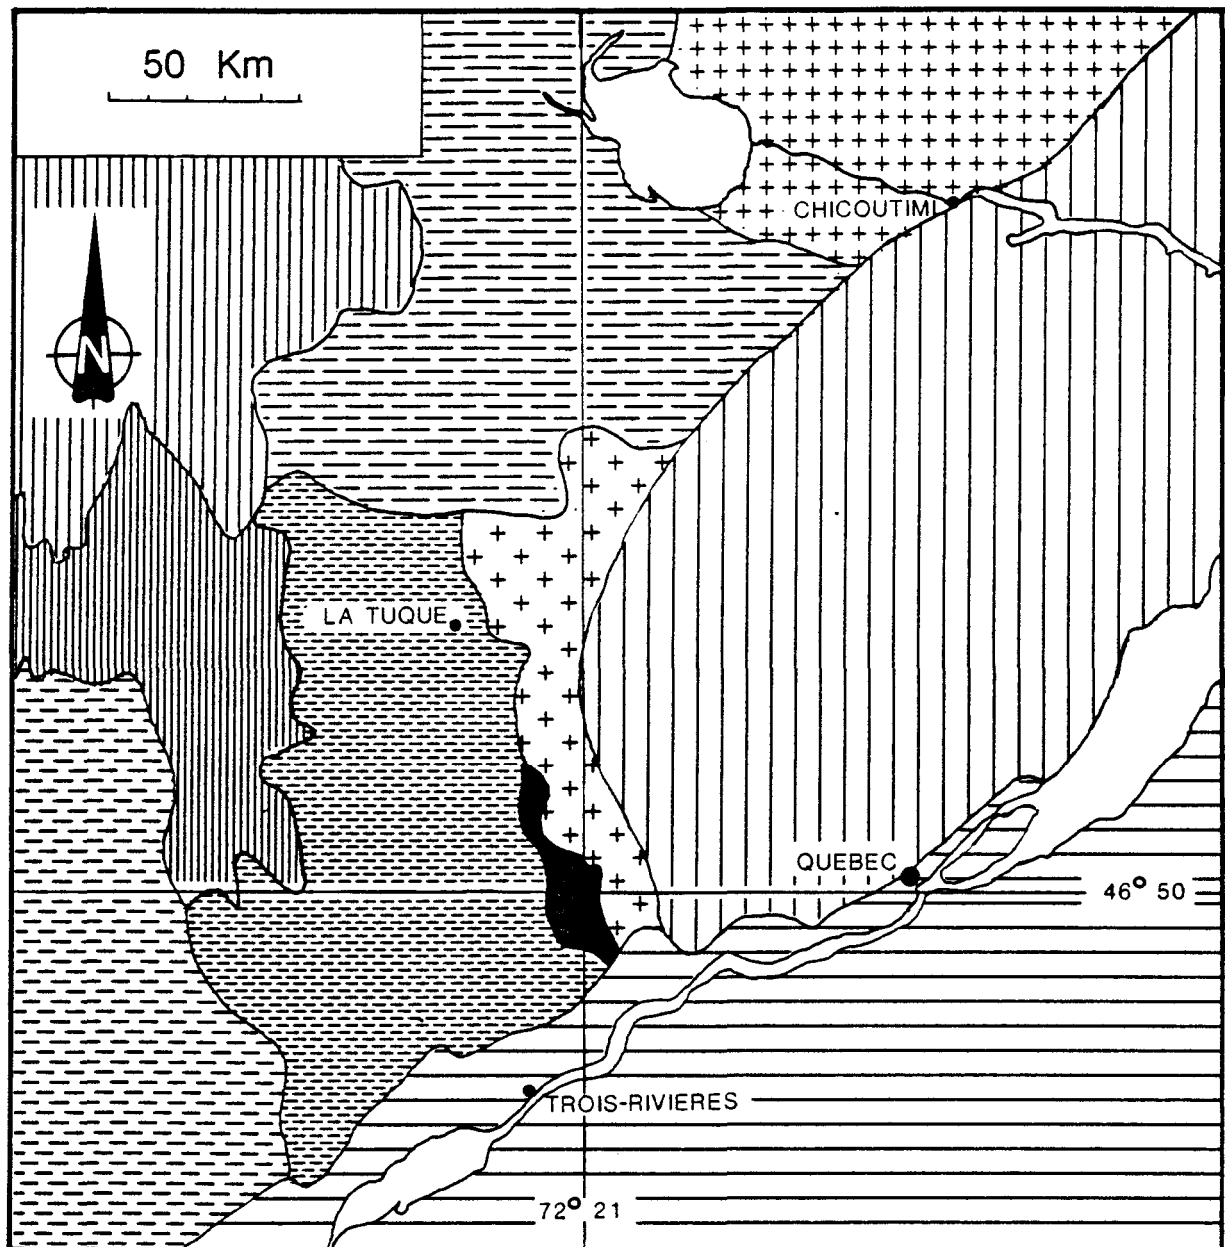 50 Km
CHICOUTIMI
N
LA TUQUE
QUEBEC
46° 50
TROIS-RIVIERES
72° 21